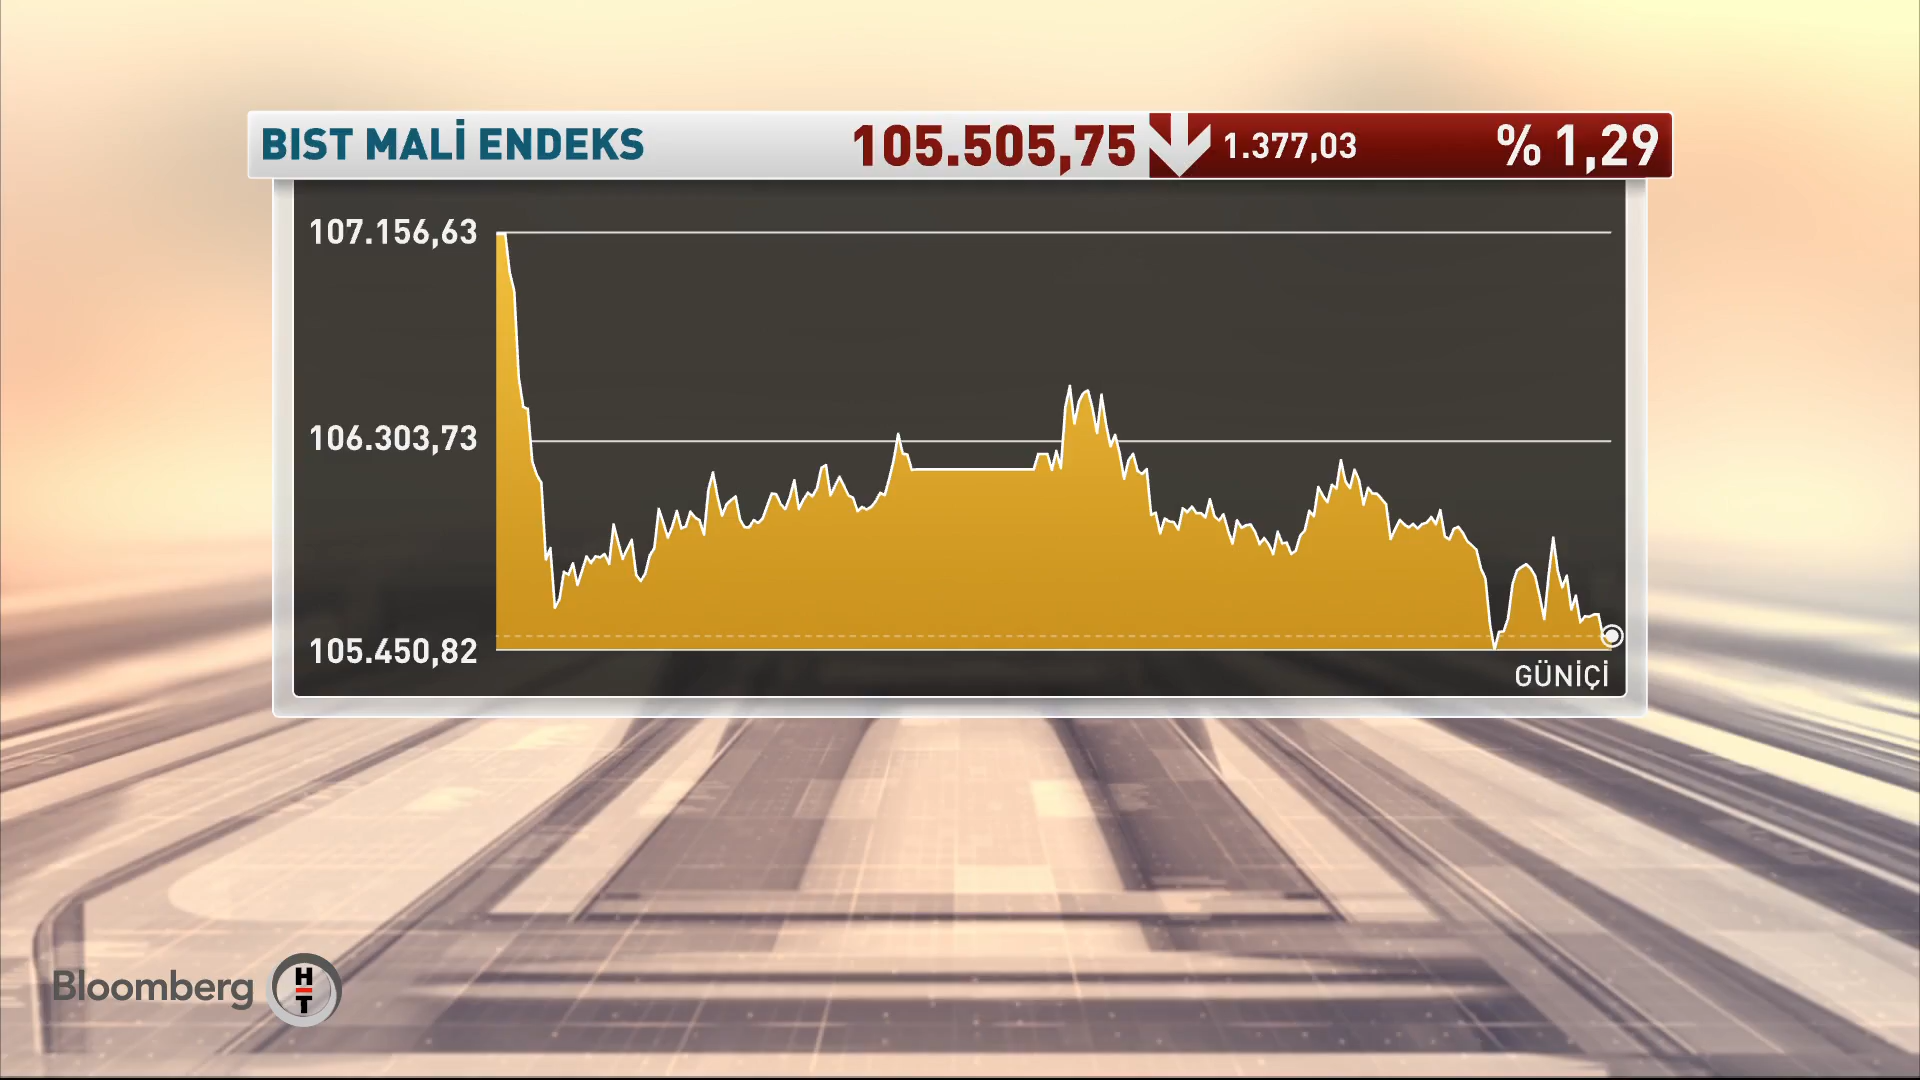 BIST MALİ ENDEKS 105.505,75 1.377,03 % 1,29
107.156,63
106.303,73
105.450,82
GÜNİÇİ
Bloomberg HT